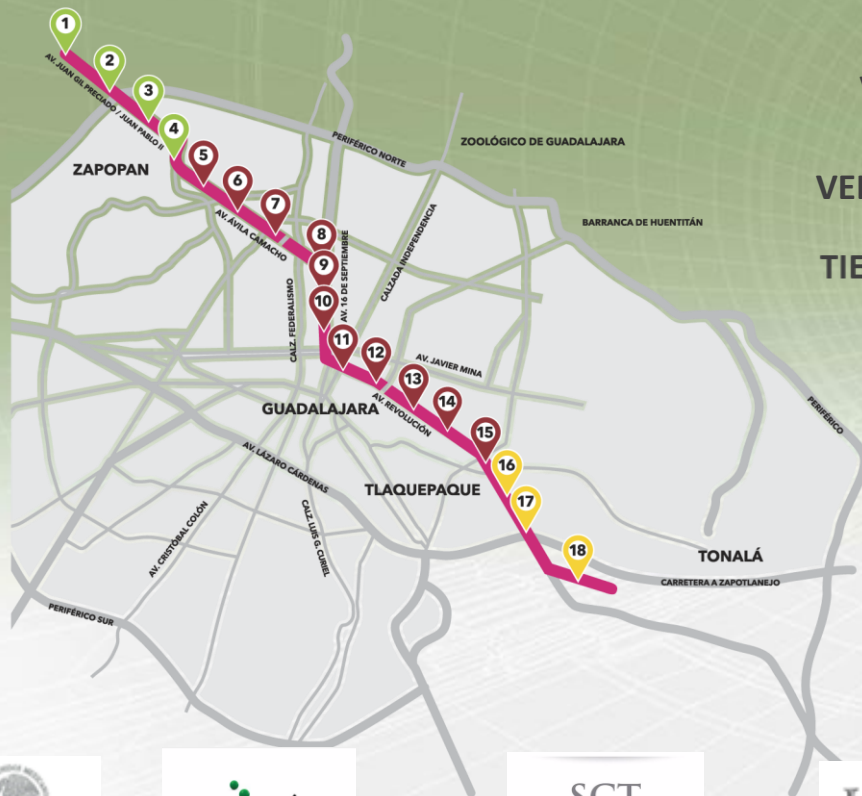 1
2
3
AV. JUAN GIL PRECIADO / JUAN PABLO II
4
PERIFÉRICO NORTE
ZOOLÓGICO DE GUADALAJARA
ZAPOPAN
5
6
7
AV. ÁVILA CAMACHO
8
9
10
BARRANCA DE HUENTITÁN
CALZADA INDEPENDENCIA
AV. 16 DE SEPTIEMBRE
CALZ. FEDERALISMO
11
12
AV. JAVIER MINA
13
14
GUADALAJARA
AV. REVOLUCIÓN
PERIFÉRICO
15
AV. LÁZARO CÁRDENAS
16
TLAQUEPAQUE
17
CALZ. LUIS G. CURIEL
AV. CRISTÓBAL COLÓN
18
TONALÁ
CARRETERA A ZAPOTLANEJO
PERIFÉRICO SUR
SCT